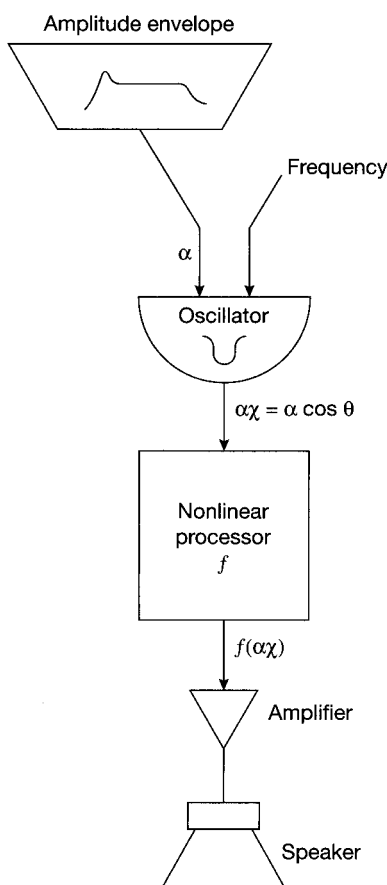 Amplitude envelope
Frequency
α
Oscillator
αχ = α cos θ
Nonlinear
processor
f
f(αχ)
Amplifier
Speaker